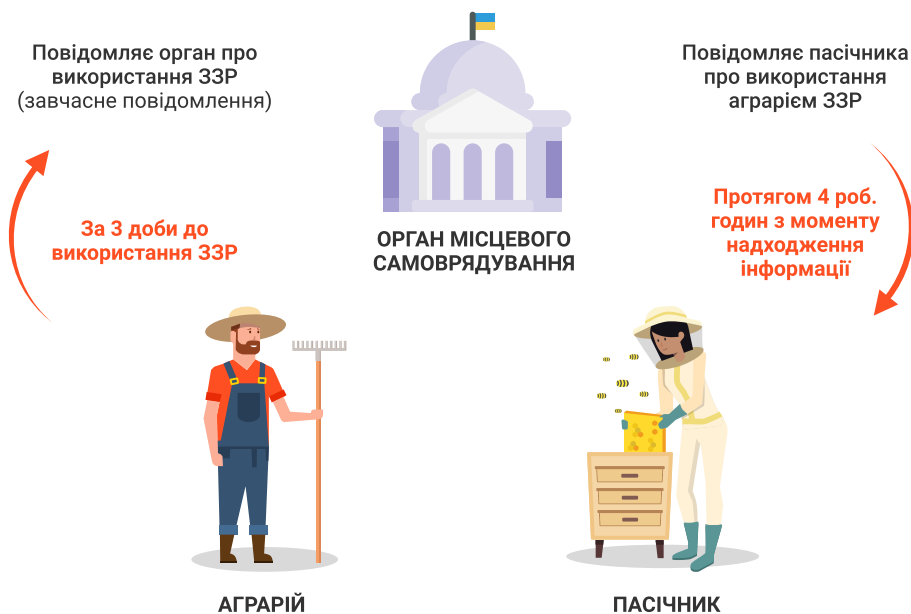 Повідомляє орган про
використання ЗЗР
(завчасне повідомлення)
За 3 доби до
використання ЗЗР
ОРГАН МІСЦЕВОГО
САМОВРЯДУВАННЯ
Повідомляє пасічника
про використання
аграрієм ЗЗР
Протягом 4 роб.
годин з моменту
надходження
інформації
АГРАРІЙ
ПАСІЧНИК